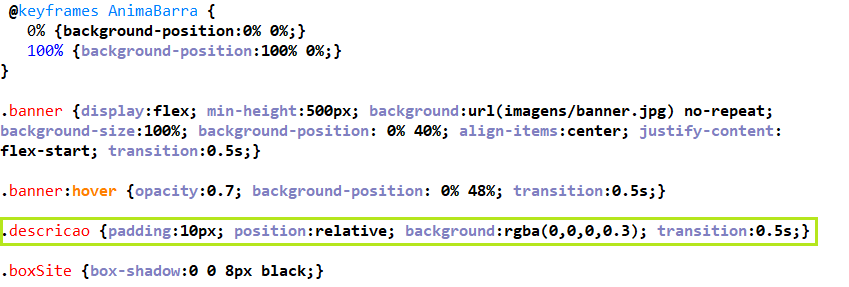 @keyframes AnimaBarra {
0% {background-position:0% 0%;}
100% {background-position:100% 0%;}
}
.banner {display:flex; min-height:500px; background:url(imagens/banner.jpg) no-repeat;
background-size:100%; background-position: 0% 40%; align-items:center; justify-content:
flex-start; transition:0.5s;}
.banner:hover {opacity:0.7; background-position: 0% 48%; transition:0.5s;}
.descricao {padding:10px; position:relative; background:rgba(0,0,0,0.3); transition:0.5s;}
.boxSite {box-shadow:0 0 8px black;}